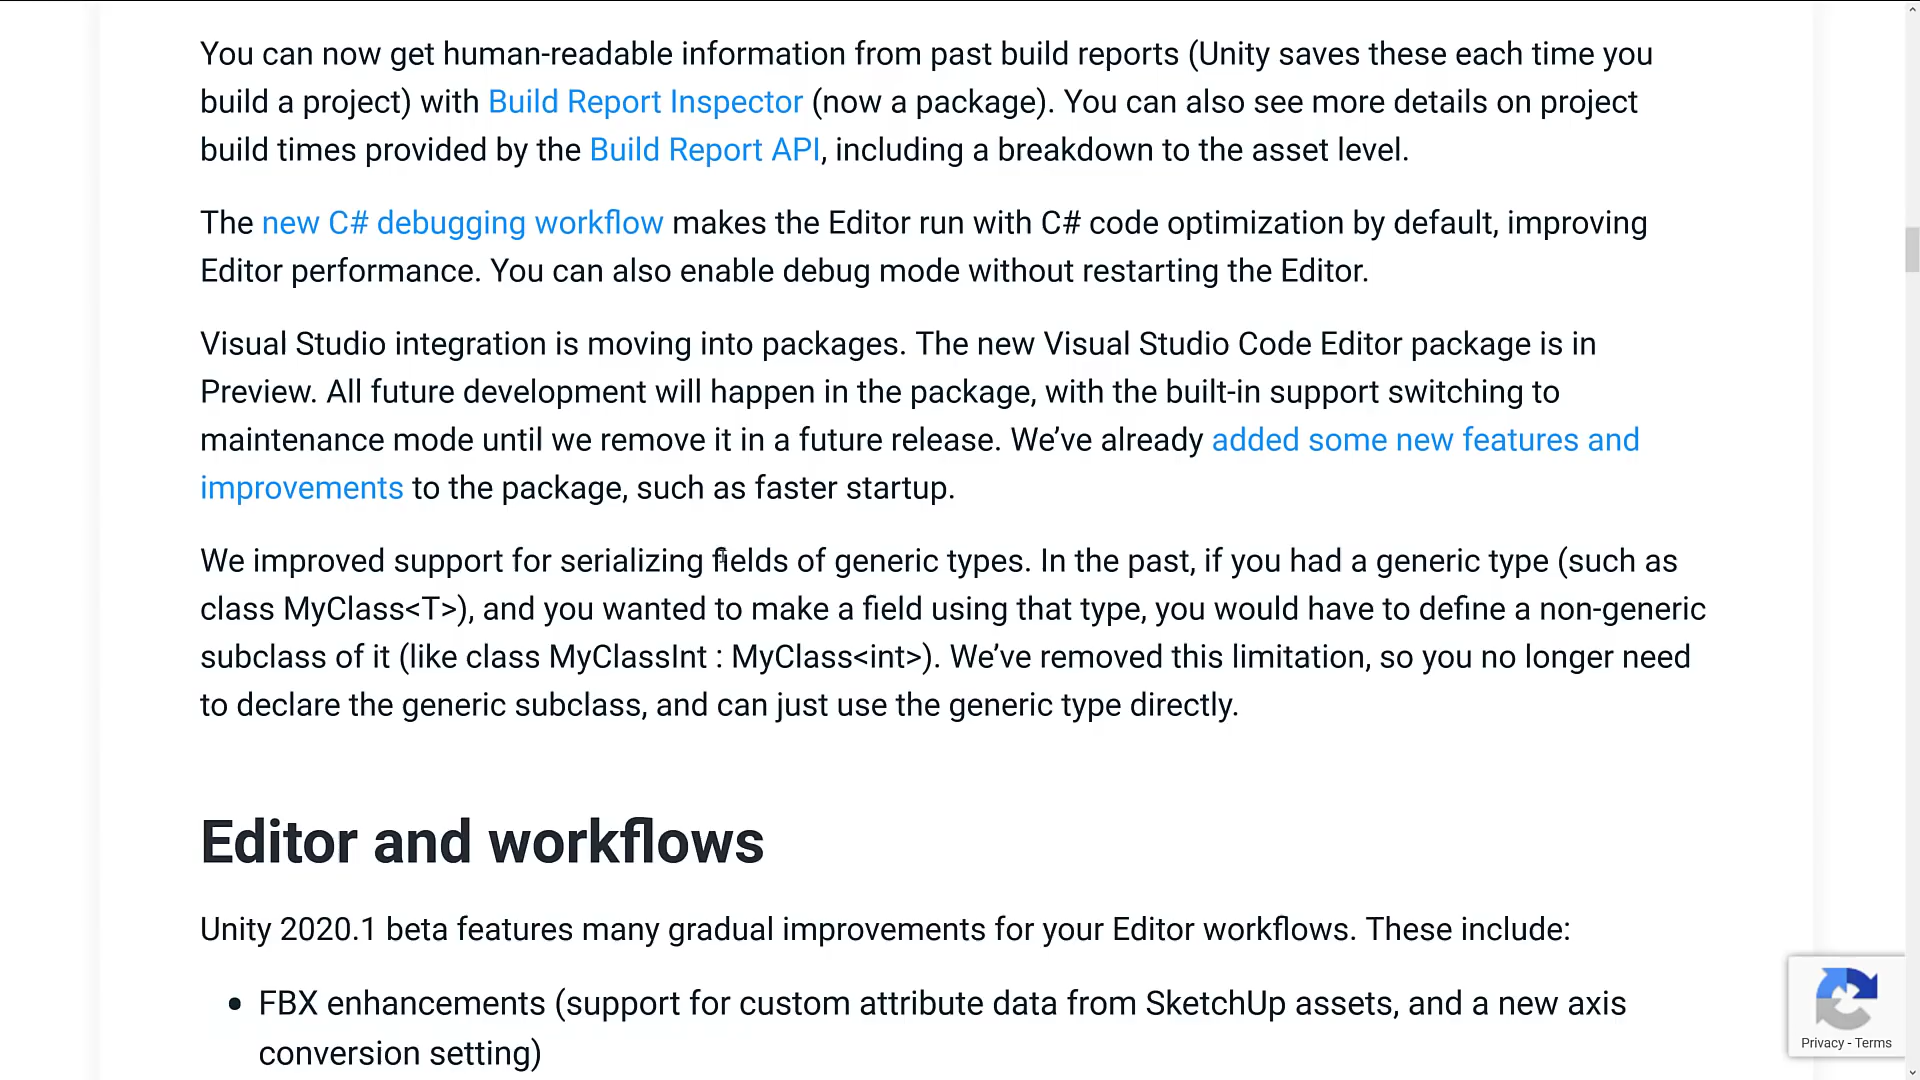 You can now get human-readable information from past build reports (Unity saves these each time you
build a project) with Build Report Inspector (now a package). You can also see more details on project
build times provided by the Build Report API, including a breakdown to the asset level.
The new C# debugging workflow makes the Editor run with C# code optimization by default, improving
Editor performance. You can also enable debug mode without restarting the Editor.
Visual Studio integration is moving into packages. The new Visual Studio Code Editor package is in
Preview. All future development will happen in the package, with the built-in support switching to
maintenance mode until we remove it in a future release. We’ve already added some new features and
improvements to the package, such as faster startup.
We improved support for serializing fields of generic types. In the past, if you had a generic type (such as
class MyClass<T>), and you wanted to make a field using that type, you would have to define a non-generic
subclass of it (like class MyClassInt : MyClass<int>). We’ve removed this limitation, so you no longer need
to declare the generic subclass, and can just use the generic type directly.
Editor and workflows
Unity 2020.1 beta features many gradual improvements for your Editor workflows. These include:
• FBX enhancements (support for custom attribute data from SketchUp assets, and a new axis
conversion setting)
Privacy - Terms